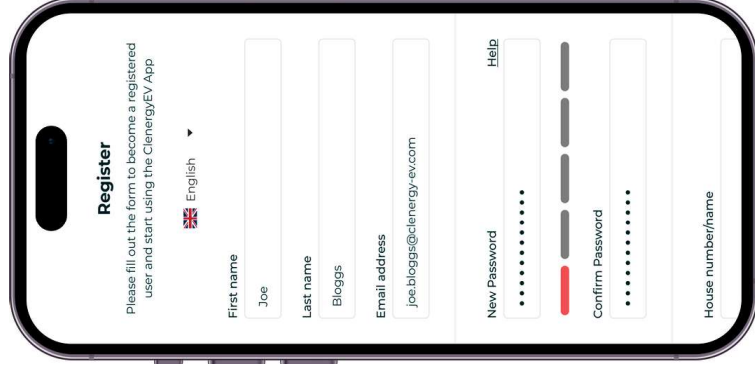 Register
Please fill out the form to become a registered
user and start using the ClenergyEV App
English
First name
Joe
Last name
Bloggs
Email address
joe.bloggs@clenergy-ev.com
New Password
Help
••••••••••••••
Confirm Password
••••••••••••••
House number/name